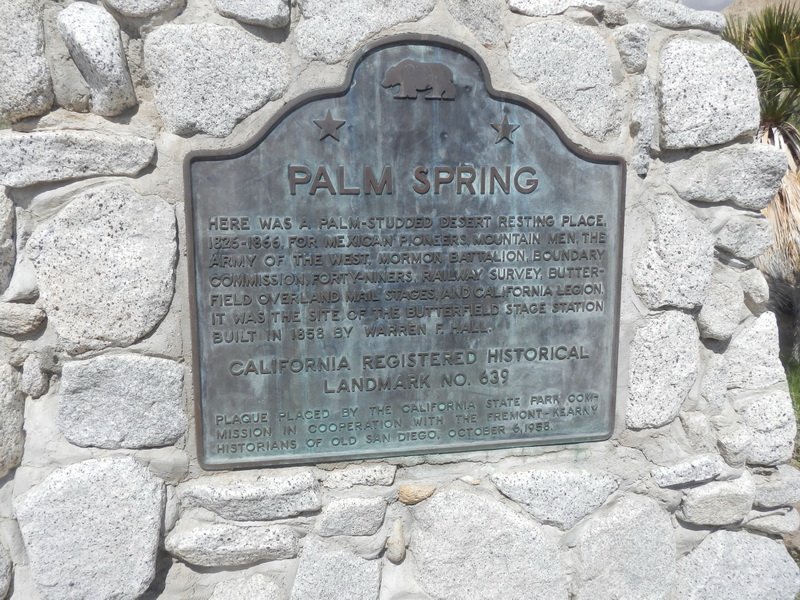 PALM SPRING
HERE WAS A PALM-STUDDED DESERT RESTING PLACE,
1826-1866, FOR MEXICAN PIONEERS, MOUNTAIN MEN, THE
ARMY OF THE WEST, MORMON BATTALION, BOUNDARY
COMMISSION, FORTY-NINERS, RAILWAY SURVEY, BUTTER-
FIELD OVERLAND MAIL STAGES, AND CALIFORNIA LEGION.
IT WAS THE SITE OF THE BUTTERFIELD STAGE STATION
BUILT IN 1858 BY WARREN F. HALL.
CALIFORNIA REGISTERED HISTORICAL
LANDMARK NO. 639
PLAQUE PLACED BY THE CALIFORNIA STATE PARK COM-
MISSION IN COOPERATION WITH THE FREMONT-KEARNY
HISTORIANS OF OLD SAN DIEGO, OCTOBER 6, 1958.